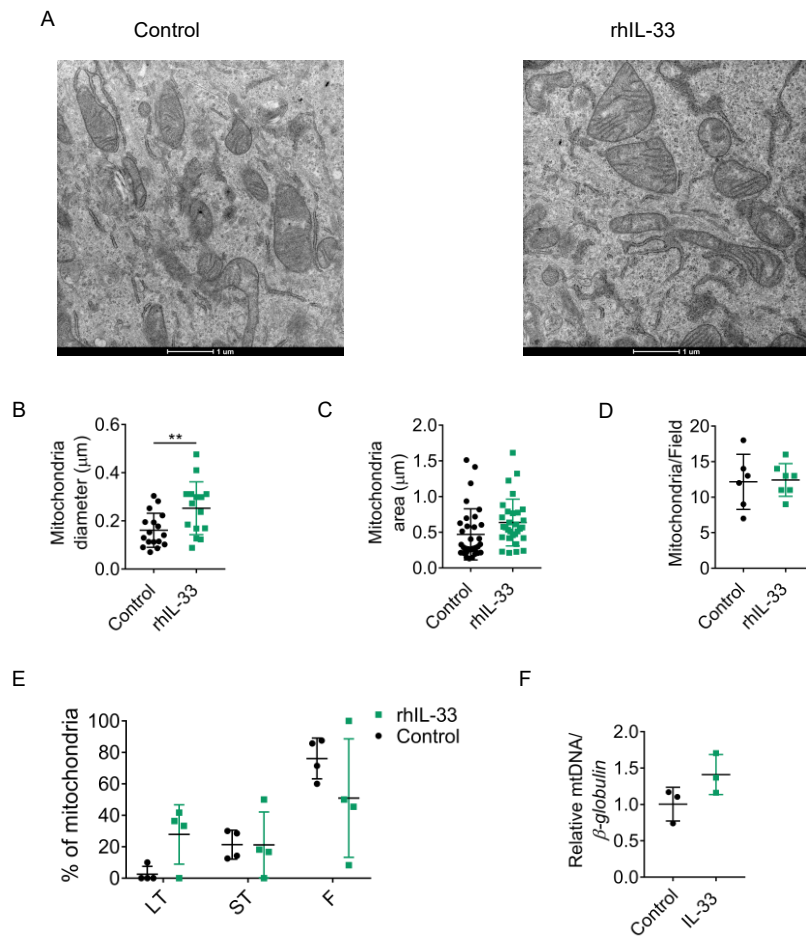 A
Control
rhIL-33
1 um
1 um
B
Mitochondria
diameter (μm)
0.6
0.4
0.2
0.0
**
Control
rhIL-33
C
Mitochondria
area (μm)
2.0
1.5
1.0
0.5
0.0
Control
rhIL-33
D
Mitochondria/Field
20
15
10
5
0
Control
rhIL-33
E
% of mitochondria
100
80
60
40
20
0
LT
ST
F
rhIL-33
Control
F
Relative mtDNA/
β-globulin
2.0
1.5
1.0
0.5
0.0
Control
IL-33